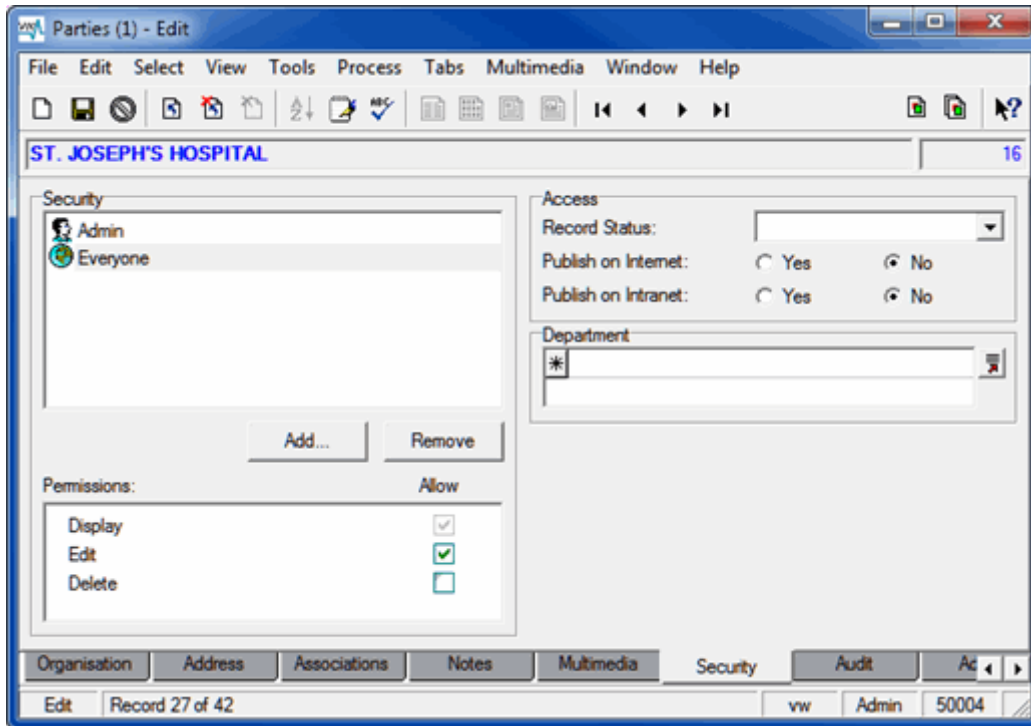 Parties (1) - Edit
File Edit Select View Tools Process Tabs Multimedia Window Help
ST. JOSEPH'S HOSPITAL 16
Security
Admin
Everyone
Add... Remove
Permissions: Allow
Display
Edit
Delete
Access
Record Status:
Publish on Internet: Yes No
Publish on Intranet: Yes No
Department
Organisation Address Associations Notes Multimedia Security Audit Ac
Edit Record 27 of 42 vw Admin 50004